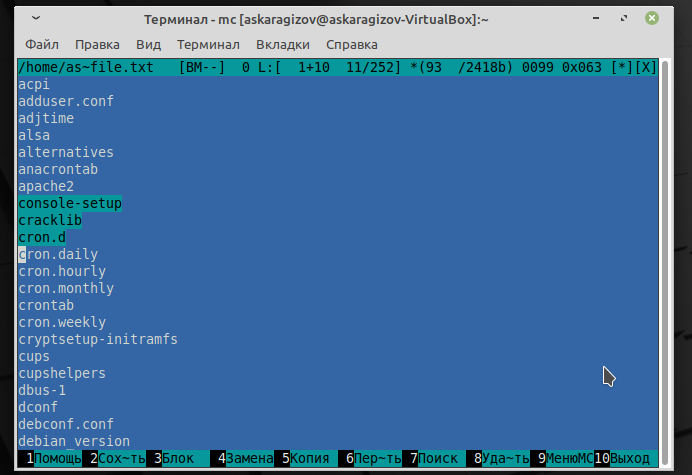 Терминал - mc [askaragizov@askaragizov-VirtualBox]:~
Файл Правка Вид Терминал Вкладки Справка
/home/as~file.txt [BM--] 0 L:[ 1+10 11/252] *(93 /2418b) 0099 0x063 [*][X]
acpi
adduser.conf
adjtime
alsa
alternatives
anacrontab
apache2
console-setup
cracklib
cron.d
cron.daily
cron.hourly
cron.monthly
crontab
cron.weekly
cryptsetup-initramfs
cups
cupshelpers
dbus-1
dconf
debconf.conf
debian_version
1Помощь 2Сох~ть 3Блок 4Замена 5Копия 6Пер~ть 7Поиск 8Уда~ть 9МенюMC 10Выход